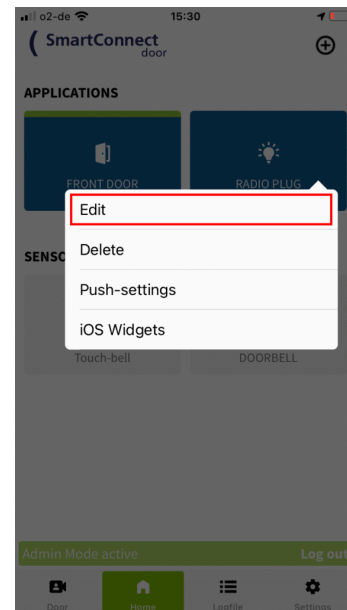 o2-de 15:30
SmartConnect
door
APPLICATIONS
FRONT DOOR RADIO PLUG
Edit
Delete
SENSO
Push-settings
iOS Widgets
Touch-bell DOORBELL
Admin Mode active Log out
Door Home Logfile Settings